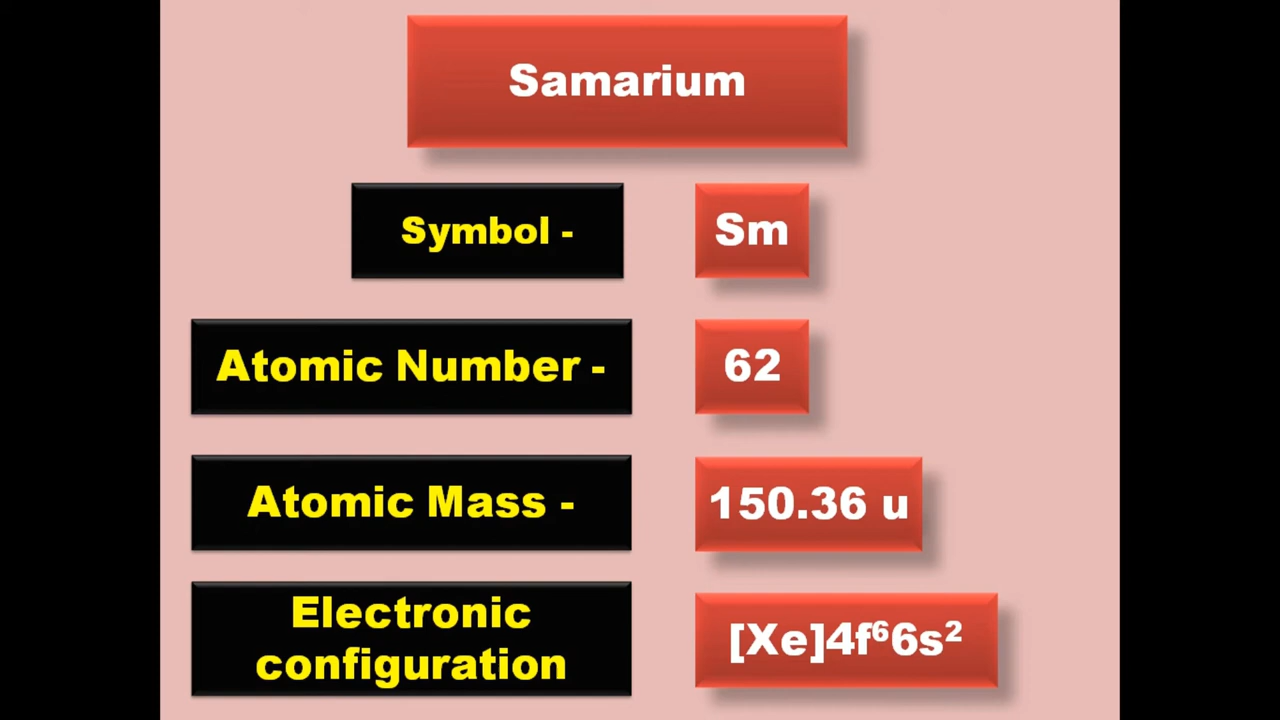 Samarium
Symbol -
Sm
Atomic Number -
62
Atomic Mass -
150.36 u
Electronic
configuration
[Xe]4f⁶6s²